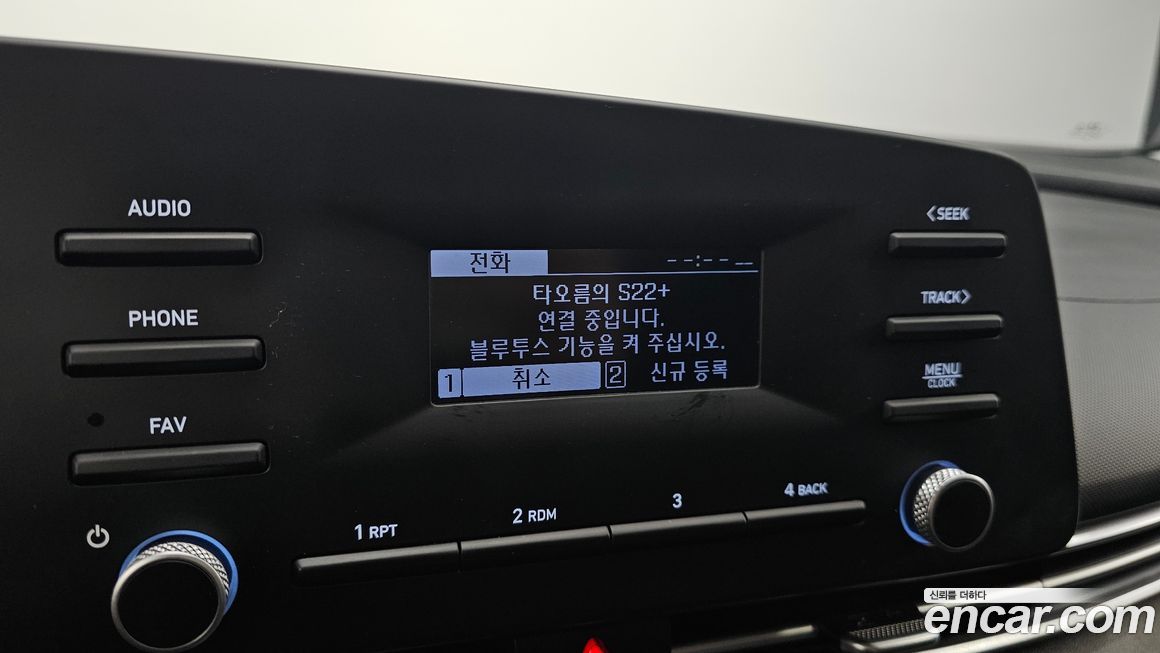 AUDIO
PHONE
FAV
전화
--:-- __
타오름의 S22+
연결 중입니다.
블루투스 기능을 켜 주십시오.
1 취소 2 신규 등록
<SEEK
TRACK>
MENU
CLOCK
1 RPT
2 RDM
3
4 BACK
신뢰를 더하다
encar.com